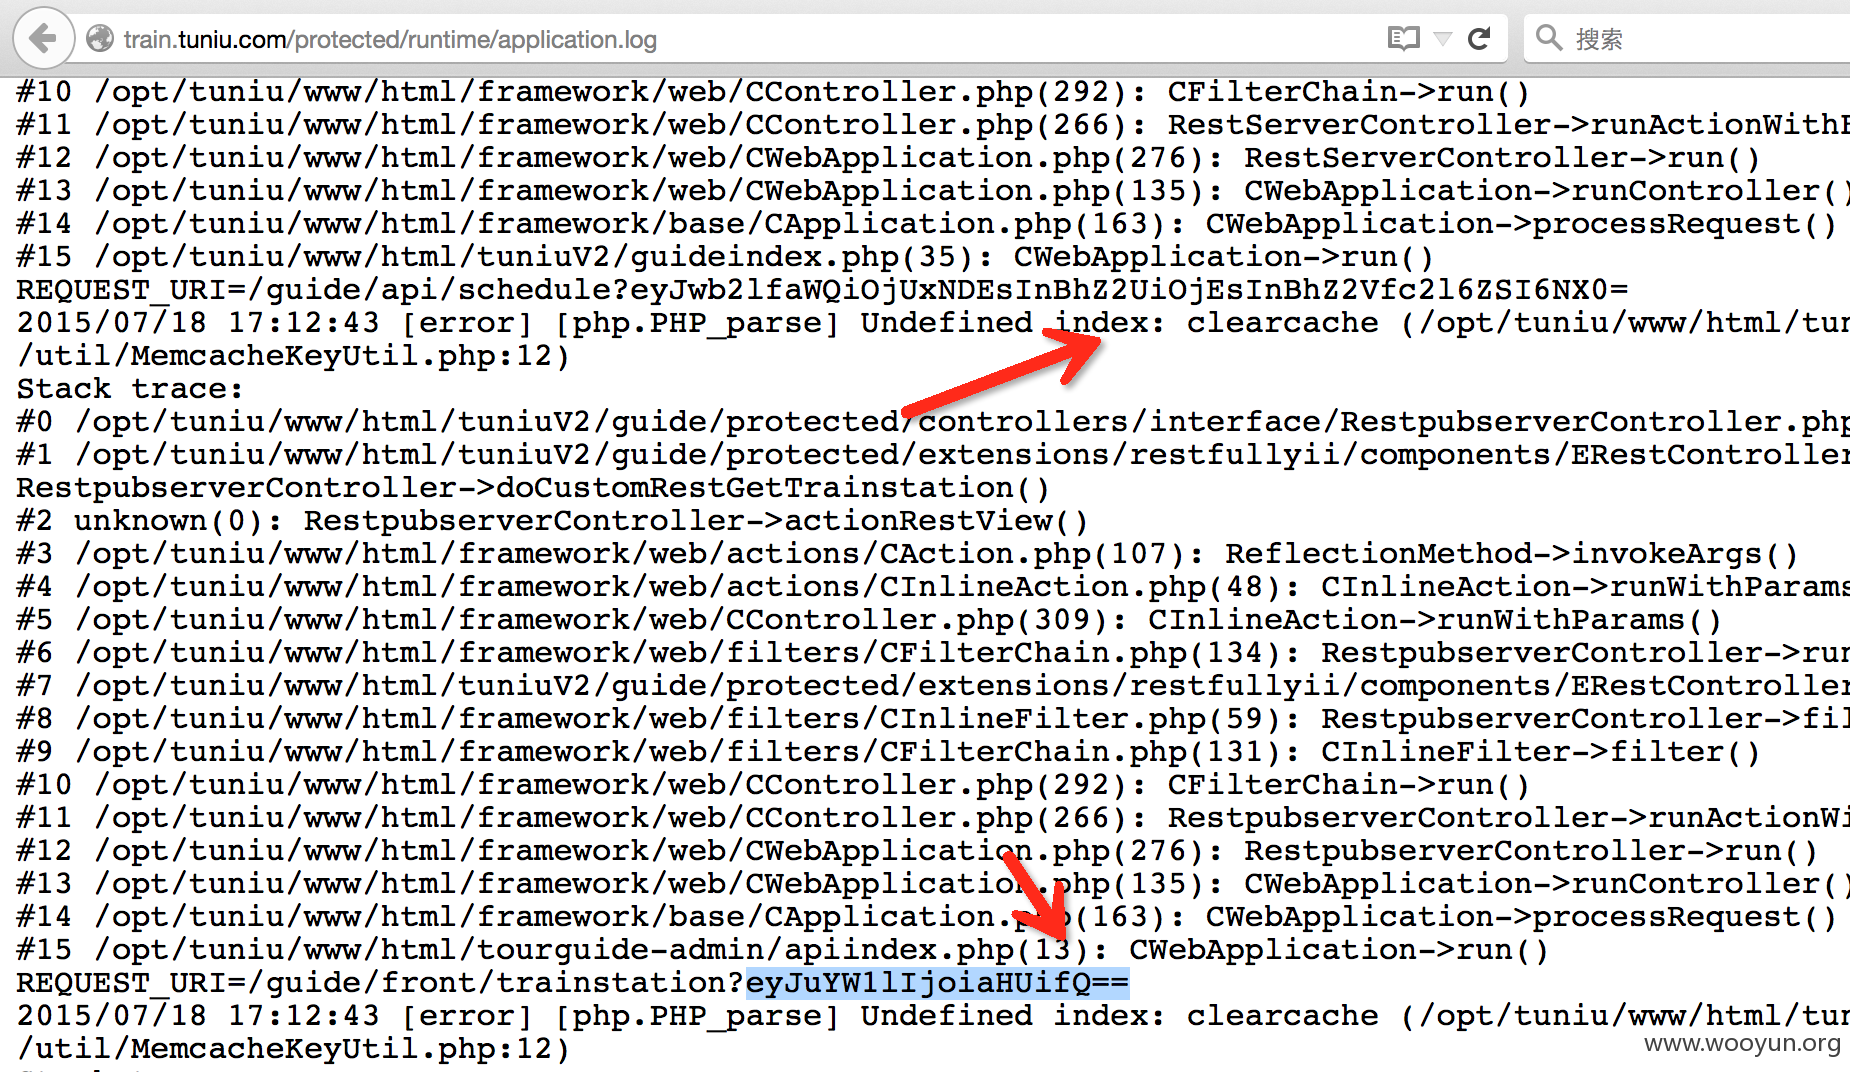 train.tuniu.com/protected/runtime/application.log
搜索
#10 /opt/tuniu/www/html/framework/web/CController.php(292): CFilterChain->run()
#11 /opt/tuniu/www/html/framework/web/CController.php(266): RestServerController->runActionWithF
#12 /opt/tuniu/www/html/framework/web/CWebApplication.php(276): RestServerController->run()
#13 /opt/tuniu/www/html/framework/web/CWebApplication.php(135): CWebApplication->runController()
#14 /opt/tuniu/www/html/framework/base/CApplication.php(163): CWebApplication->processRequest()
#15 /opt/tuniu/www/html/tuniuV2/guideindex.php(35): CWebApplication->run()
REQUEST_URI=/guide/api/schedule?eyJwb2lfaWQiOjUxNDEsInBhZ2UiOjEsInBhZ2Vfc2l6ZSI6NX0=
2015/07/18 17:12:43 [error] [php.PHP_parse] Undefined index: clearcache (/opt/tuniu/www/html/tun
/util/MemcacheKeyUtil.php:12)
Stack trace:
#0 /opt/tuniu/www/html/tuniuV2/guide/protected/controllers/interface/RestpubserverController.php
#1 /opt/tuniu/www/html/tuniuV2/guide/protected/extensions/restfullyii/components/ERestController
RestpubserverController->doCustomRestGetTrainstation()
#2 unknown(0): RestpubserverController->actionRestView()
#3 /opt/tuniu/www/html/framework/web/actions/CAction.php(107): ReflectionMethod->invokeArgs()
#4 /opt/tuniu/www/html/framework/web/actions/CInlineAction.php(48): CInlineAction->runWithParams
#5 /opt/tuniu/www/html/framework/web/CController.php(309): CInlineAction->runWithParams()
#6 /opt/tuniu/www/html/framework/web/filters/CFilterChain.php(134): RestpubserverController->run
#7 /opt/tuniu/www/html/tuniuV2/guide/protected/extensions/restfullyii/components/ERestController
#8 /opt/tuniu/www/html/framework/web/filters/CInlineFilter.php(59): RestpubserverController->fil
#9 /opt/tuniu/www/html/framework/web/filters/CFilterChain.php(131): CInlineFilter->filter()
#10 /opt/tuniu/www/html/framework/web/CController.php(292): CFilterChain->run()
#11 /opt/tuniu/www/html/framework/web/CController.php(266): RestpubserverController->runActionWi
#12 /opt/tuniu/www/html/framework/web/CWebApplication.php(276): RestpubserverController->run()
#13 /opt/tuniu/www/html/framework/web/CWebApplication.php(135): CWebApplication->runController()
#14 /opt/tuniu/www/html/framework/base/CApplication.php(163): CWebApplication->processRequest()
#15 /opt/tuniu/www/html/tourguide-admin/apiindex.php(13): CWebApplication->run()
REQUEST_URI=/guide/front/trainstation?eyJuYW1lIjoiaHUifQ==
2015/07/18 17:12:43 [error] [php.PHP_parse] Undefined index: clearcache (/opt/tuniu/www/html/tun
/util/MemcacheKeyUtil.php:12)
www.wooyun.org